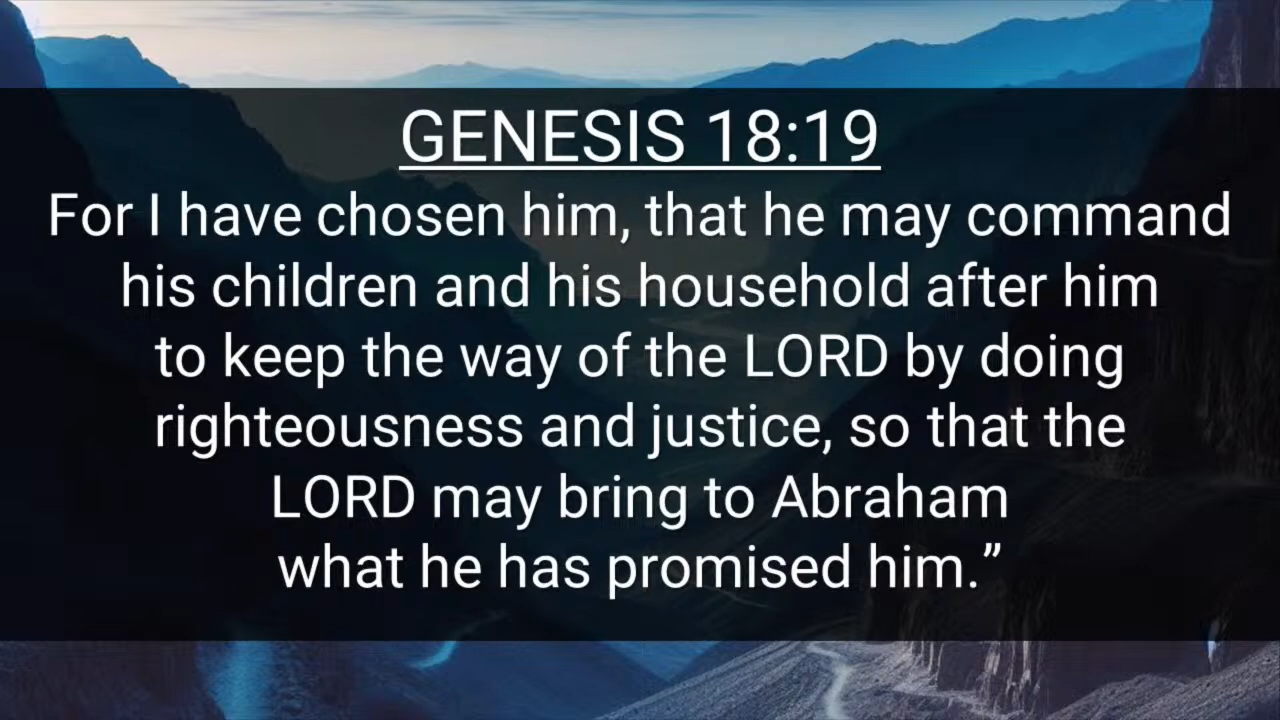 GENESIS 18:19
For I have chosen him, that he may command
his children and his household after him
to keep the way of the LORD by doing
righteousness and justice, so that the
LORD may bring to Abraham
what he has promised him.”